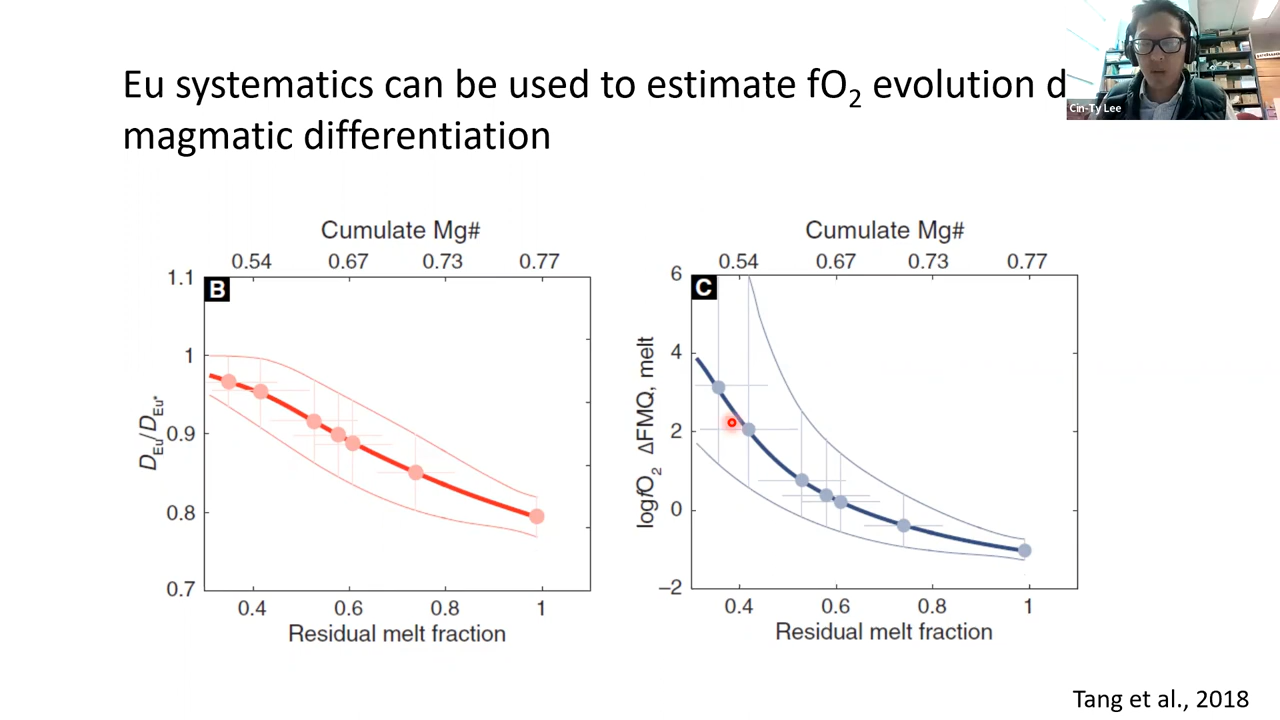 Eu systematics can be used to estimate fO₂ evolution d
magmatic differentiation
Cin-Ty Lee
Cumulate Mg#
0.54 0.67 0.73 0.77
B
1.1
1
0.9
0.8
0.7
D_Eu/D_Eu*
0.4 0.6 0.8 1
Residual melt fraction
Cumulate Mg#
0.54 0.67 0.73 0.77
C
6
4
2
0
–2
logfO₂ ΔFMQ, melt
0.4 0.6 0.8 1
Residual melt fraction
Tang et al., 2018